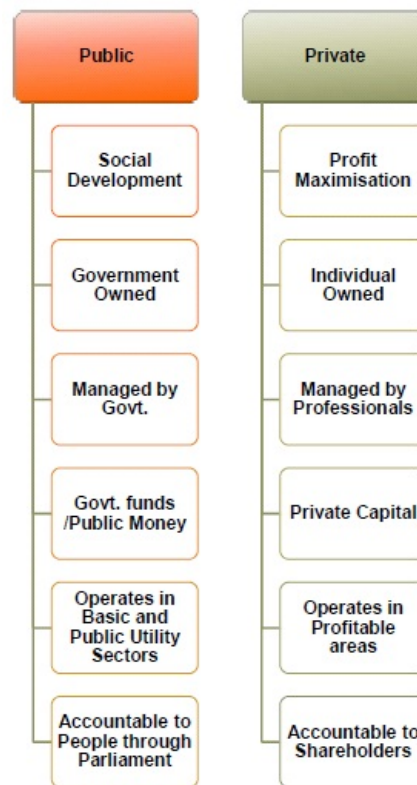 Public
Social
Development
Government
Owned
Managed by
Govt.
Govt. funds
/Public Money
Operates in
Basic and
Public Utility
Sectors
Accountable to
People through
Parliament
Private
Profit
Maximisation
Individual
Owned
Managed by
Professionals
Private Capital
Operates in
Profitable
areas
Accountable to
Shareholders